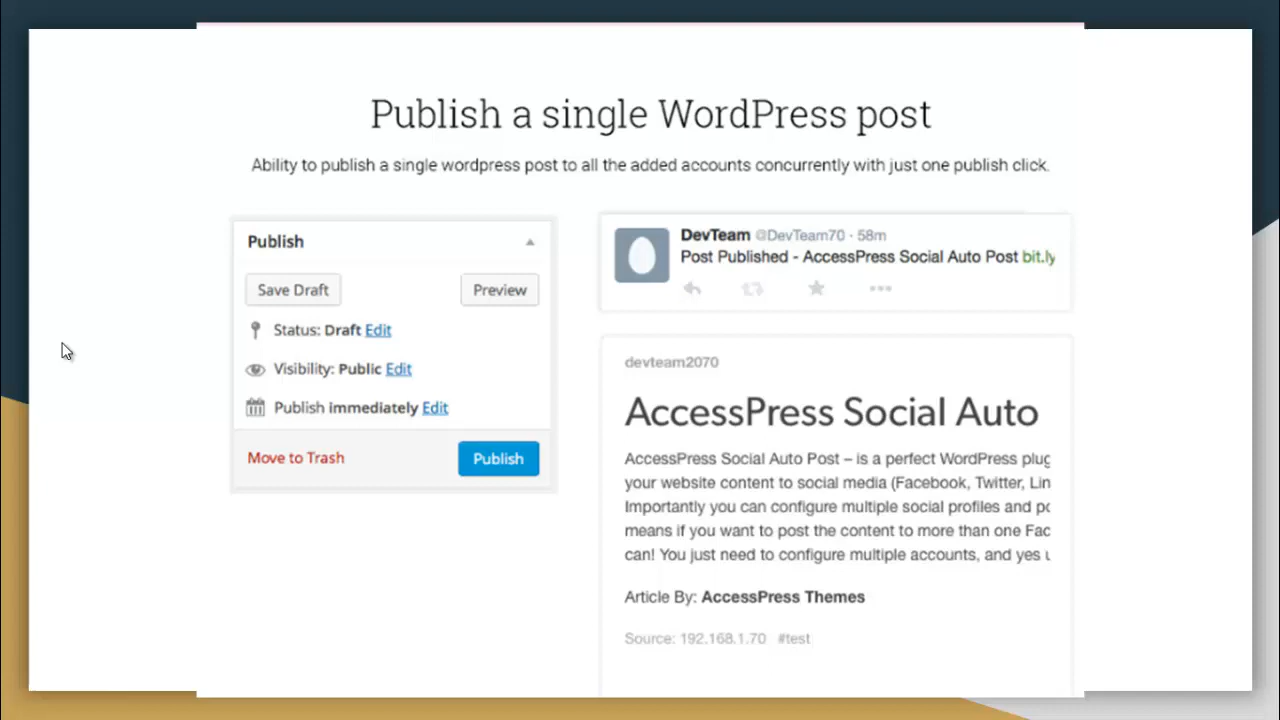 Publish a single WordPress post
Ability to publish a single wordpress post to all the added accounts concurrently with just one publish click.
Publish
Save Draft
Preview
Status: Draft Edit
Visibility: Public Edit
Publish immediately Edit
Move to Trash
Publish
DevTeam @DevTeam70 · 58m
Post Published - AccessPress Social Auto Post bit.ly
devteam2070
AccessPress Social Auto
AccessPress Social Auto Post – is a perfect WordPress plug
your website content to social media (Facebook, Twitter, Lin
Importantly you can configure multiple social profiles and po
means if you want to post the content to more than one Fac
can! You just need to configure multiple accounts, and yes u
Article By: AccessPress Themes
Source: 192.168.1.70 #test